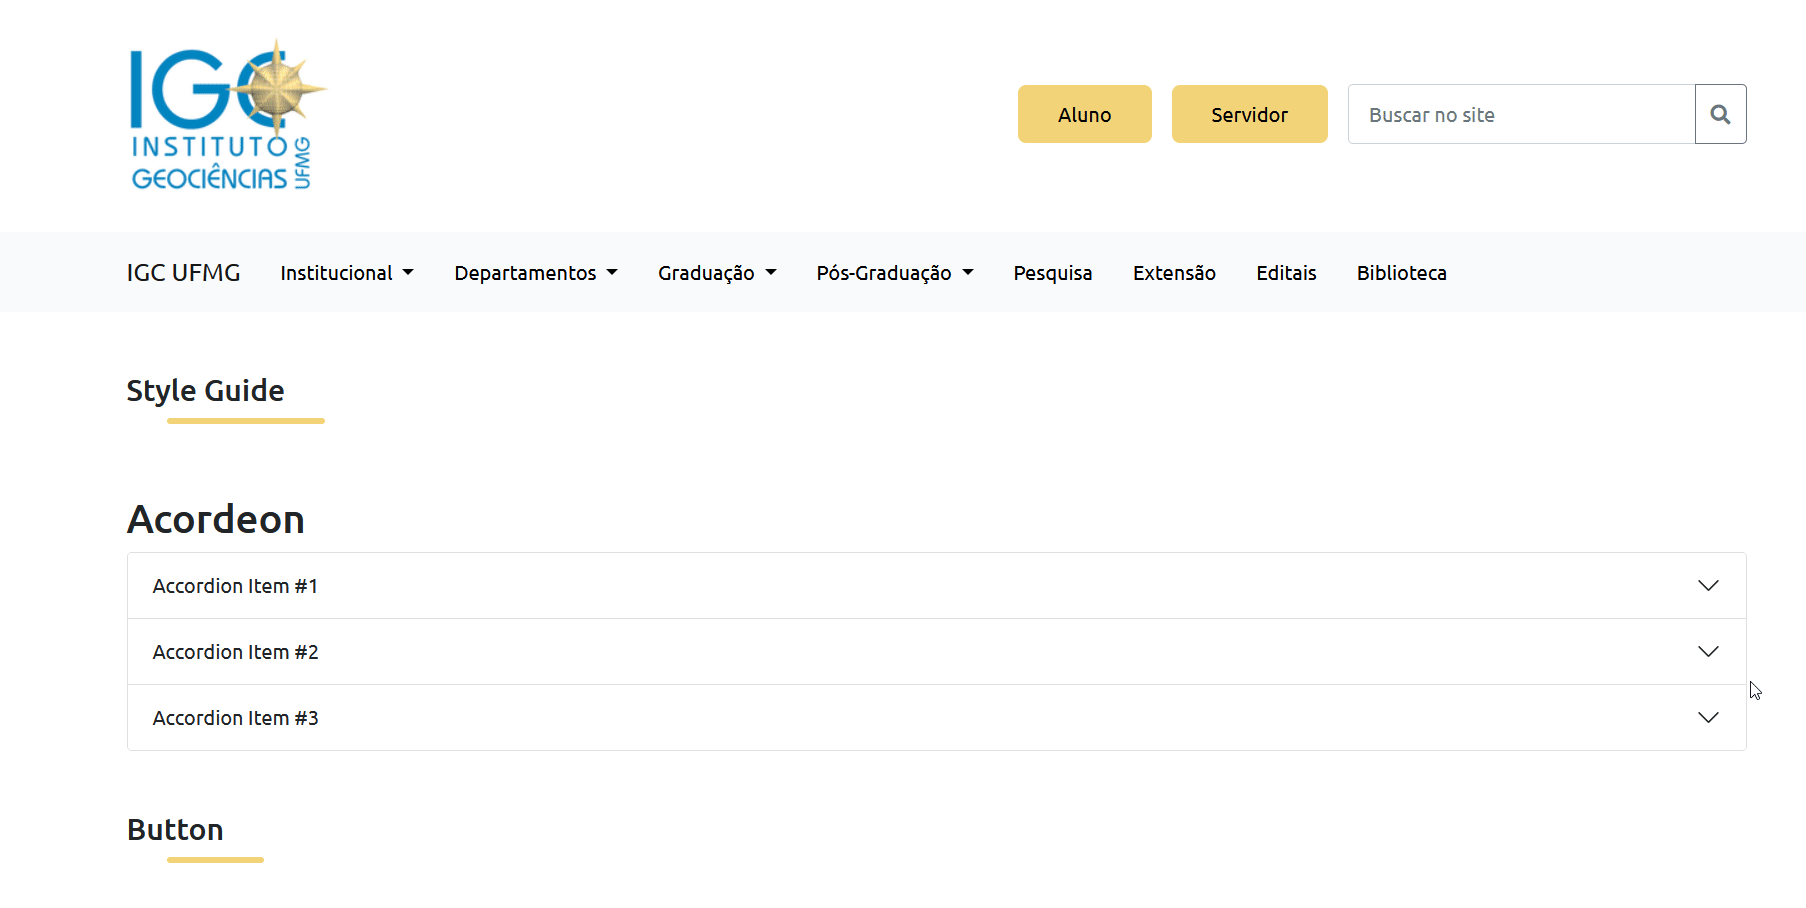 IGC
INSTITUTO
GEOCIÊNCIAS
UFMG
Aluno
Servidor
Buscar no site
IGC UFMG Institucional Departamentos Graduação Pós-Graduação Pesquisa Extensão Editais Biblioteca
Style Guide
Acordeon
Accordion Item #1
Accordion Item #2
Accordion Item #3
Button